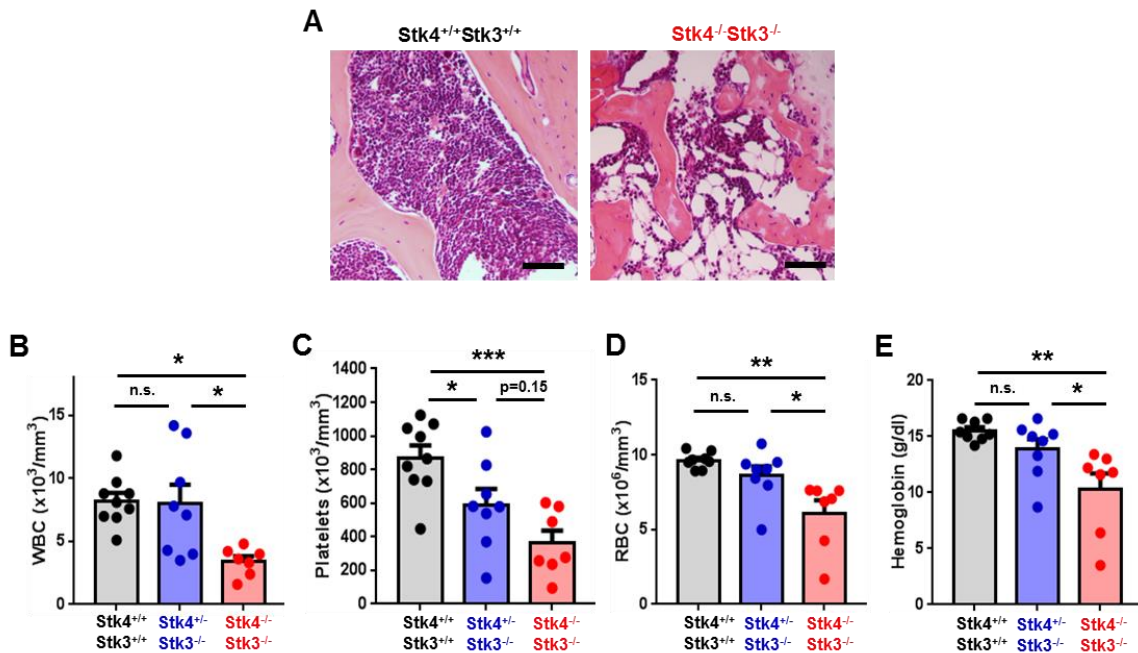 A
Stk4+/+Stk3+/+
Stk4-/-Stk3-/-
B
*
n.s.
*
WBC (x10³/mm³)
15
10
5
0
Stk4+/+
Stk3+/+
Stk4+/-
Stk3-/-
Stk4-/-
Stk3-/-
C
***
*
p=0.15
Platelets (x10³/mm³)
1400
1200
1000
800
600
400
200
0
Stk4+/+
Stk3+/+
Stk4+/-
Stk3-/-
Stk4-/-
Stk3-/-
D
**
n.s.
*
RBC (x10⁶/mm³)
15
10
5
0
Stk4+/+
Stk3+/+
Stk4+/-
Stk3-/-
Stk4-/-
Stk3-/-
E
**
n.s.
*
Hemoglobin (g/dl)
20
15
10
5
0
Stk4+/+
Stk3+/+
Stk4+/-
Stk3-/-
Stk4-/-
Stk3-/-